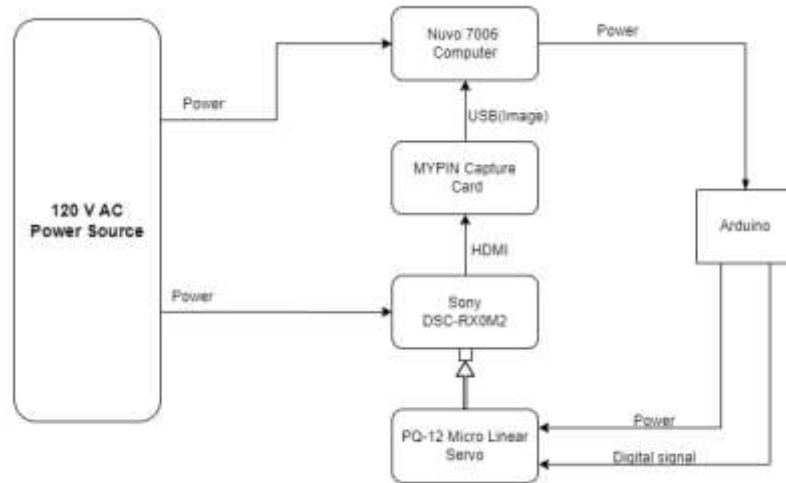 Nuvo 7006
Computer
Power
Power
USB(Image)
MYPIN Capture
Card
120 V AC
Power Source
Arduino
HDMI
Power
Sony
DSC-RX0M2
PQ-12 Micro Linear
Servo
Power
Digital signal